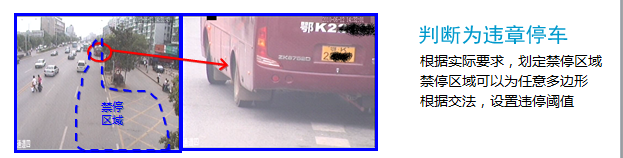 鄂K22
禁停
区域
判断为违章停车
根据实际要求，划定禁停区域
禁停区域可以为任意多边形
根据交法，设置违停阈值